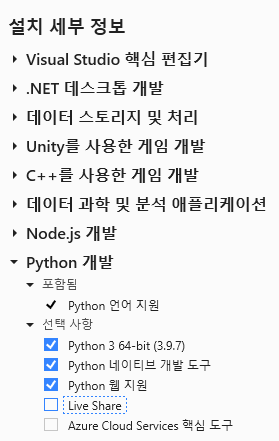 설치 세부 정보
Visual Studio 핵심 편집기
.NET 데스크톱 개발
데이터 스토리지 및 처리
Unity를 사용한 게임 개발
C++를 사용한 게임 개발
데이터 과학 및 분석 애플리케이션
Node.js 개발
Python 개발
포함됨
Python 언어 지원
선택 사항
Python 3 64-bit (3.9.7)
Python 네이티브 개발 도구
Python 웹 지원
Live Share
Azure Cloud Services 핵심 도구